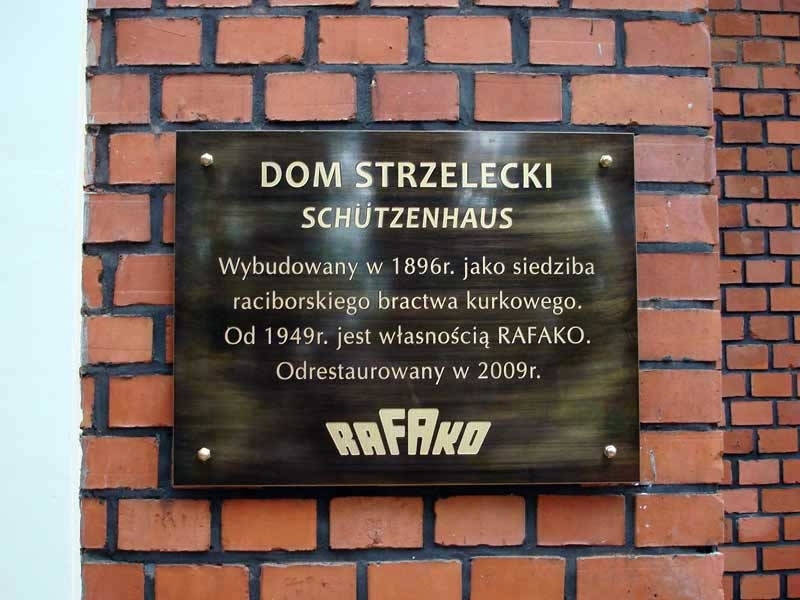 DOM STRZELECKI
SCHÜTZENHAUS
Wybudowany w 1896r. jako siedziba
raciborskiego bractwa kurkowego.
Od 1949r. jest własnością RAFAKO.
Odrestaurowany w 2009r.
RAFAKO